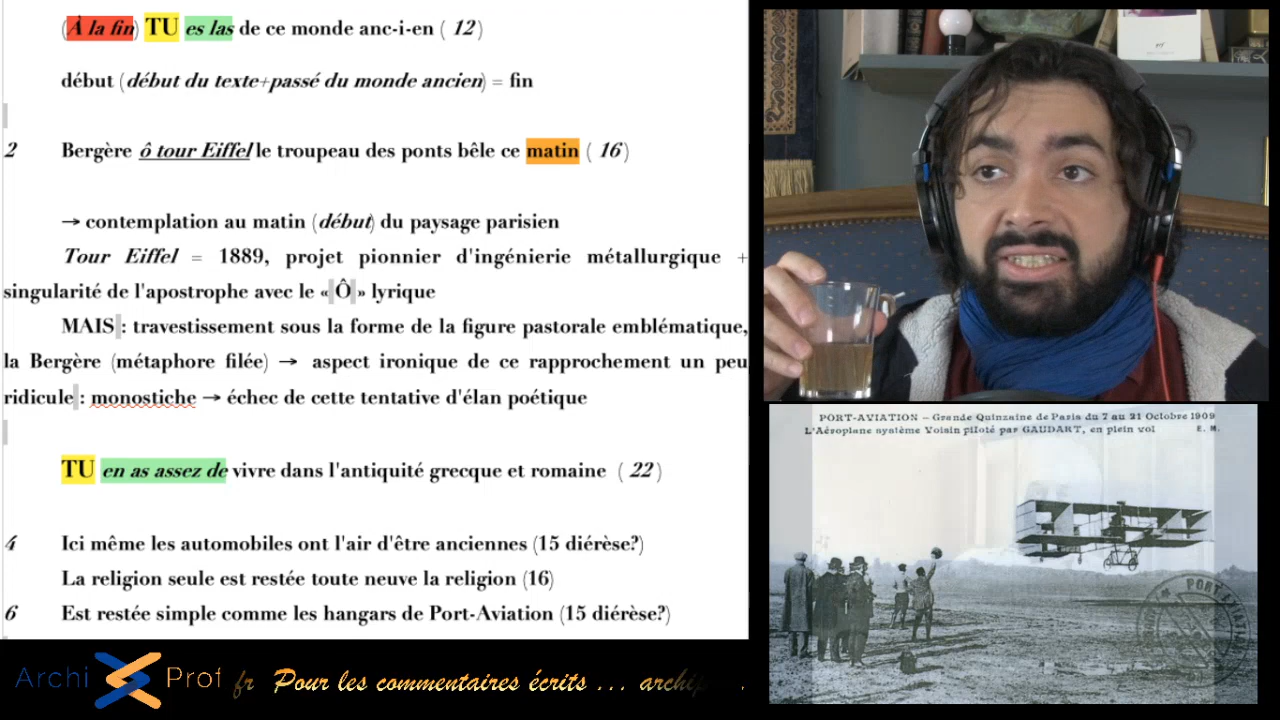 (À la fin) TU es las de ce monde anc-i-en ( 12 )
début (début du texte+passé du monde ancien) = fin
2 Bergère ô tour Eiffel le troupeau des ponts bêle ce matin ( 16 )
→ contemplation au matin (début) du paysage parisien
Tour Eiffel = 1889, projet pionnier d'ingénierie métallurgique +
singularité de l'apostrophe avec le « Ô » lyrique
MAIS : travestissement sous la forme de la figure pastorale emblématique,
la Bergère (métaphore filée) → aspect ironique de ce rapprochement un peu
ridicule : monostiche → échec de cette tentative d'élan poétique
TU en as assez de vivre dans l'antiquité grecque et romaine ( 22 )
4 Ici même les automobiles ont l'air d'être anciennes (15 diérèse?)
La religion seule est restée toute neuve la religion (16)
6 Est restée simple comme les hangars de Port-Aviation (15 diérèse?)
PORT-AVIATION – Grande Quinzaine de Paris du 7 au 21 Octobre 1909
L'Aéroplane système Voisin piloté par GAUDART, en plein vol E. M.
PORT
Archi Prof fr Pour les commentaires écrits ... archip